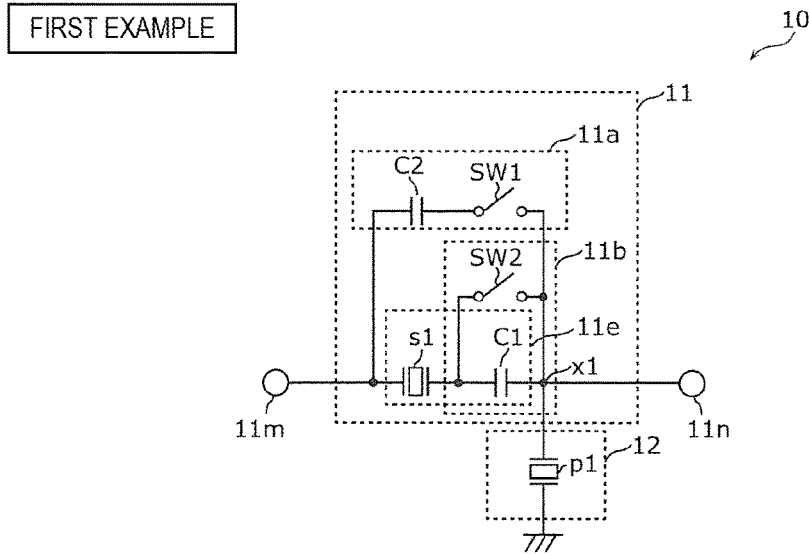 FIRST EXAMPLE
10
11
11a
C2
SW1
11b
SW2
11e
s1
C1
x1
11m
11n
12
p1